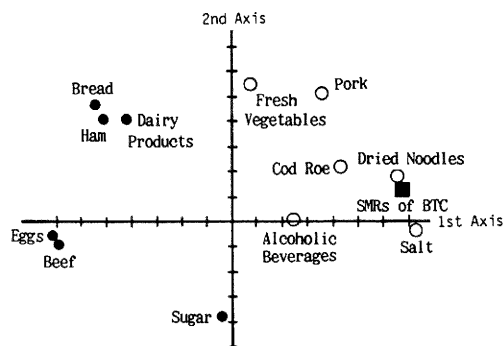 2nd Axis
Bread
Pork
Fresh
Vegetables
Ham
Dairy
Products
Cod Roe
Dried Noodles
SMRs of BTC
1st Axis
Eggs
Beef
Alcoholic
Beverages
Salt
Sugar